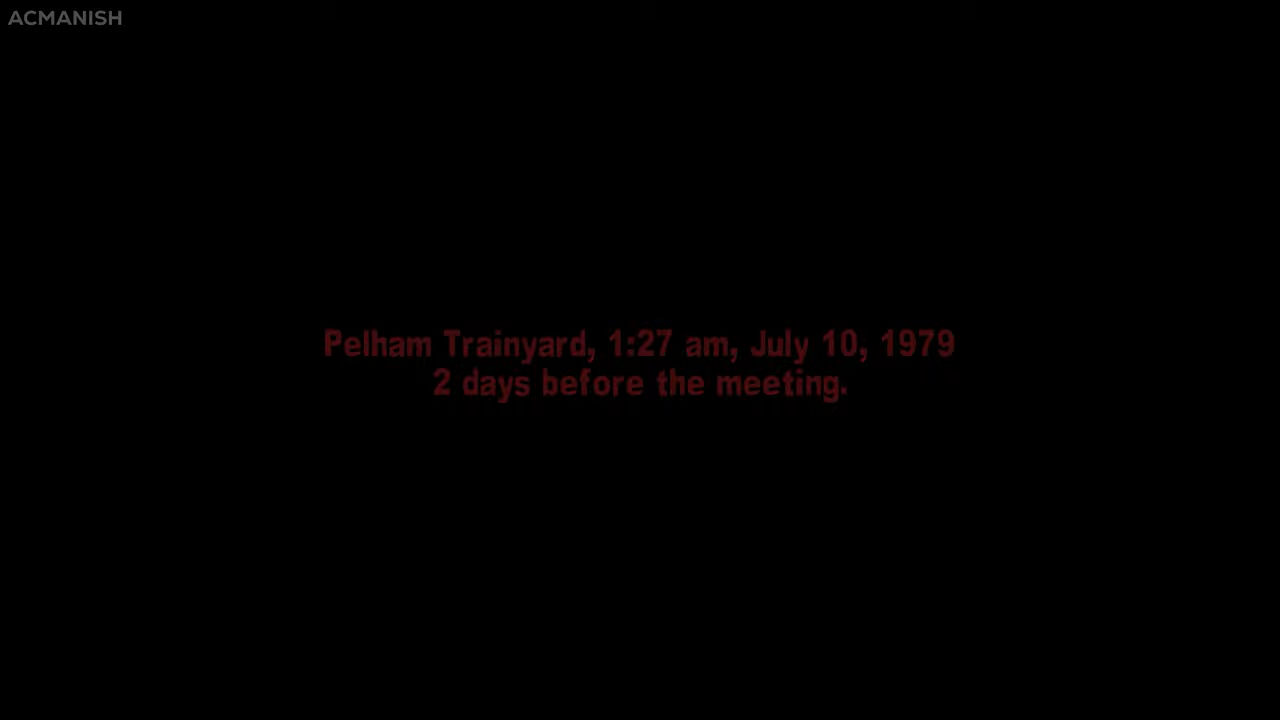 ACMANISH
Pelham Trainyard, 1:27 am, July 10, 1979
2 days before the meeting.